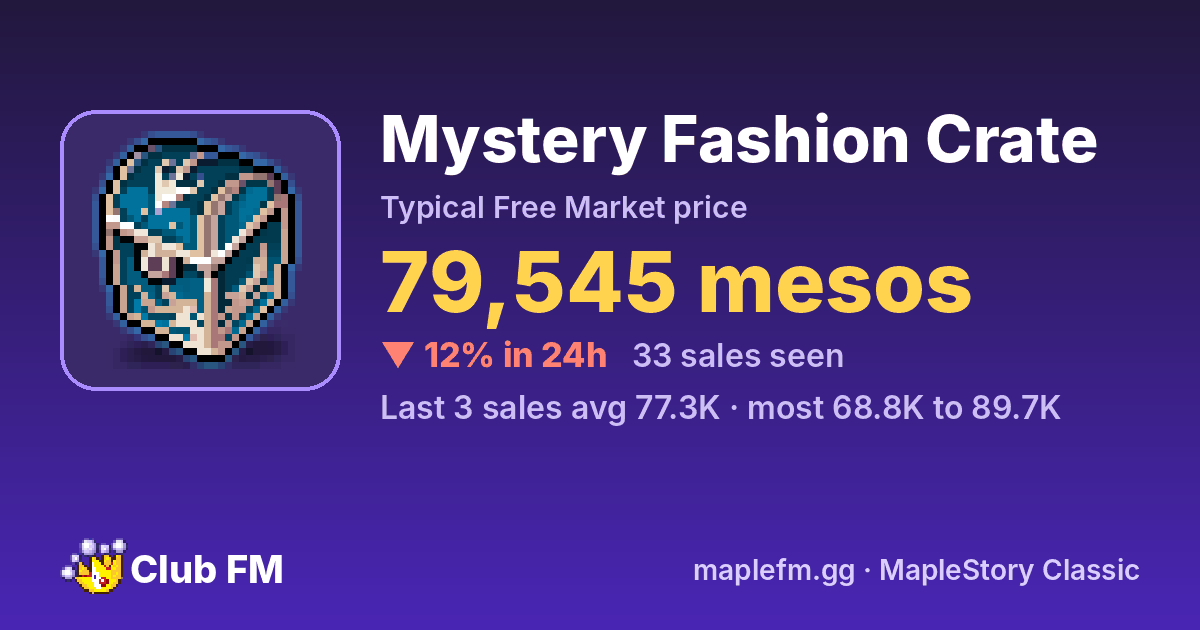 Mystery Fashion Crate
Typical Free Market price
79,545 mesos
▼ 12% in 24h 33 sales seen
Last 3 sales avg 77.3K · most 68.8K to 89.7K
Club FM
maplefm.gg · MapleStory Classic